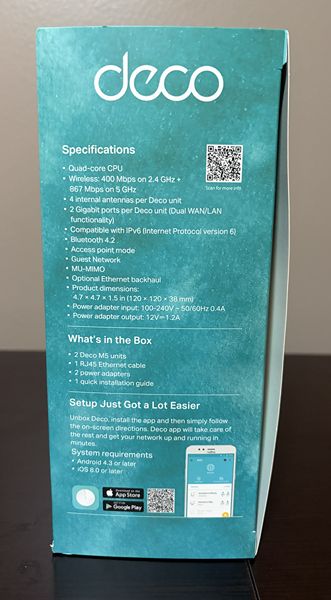 deco
Specifications
• Quad-core CPU
• Wireless: 400 Mbps on 2.4 GHz +
867 Mbps on 5 GHz
• 4 internal antennas per Deco unit
• 2 Gigabit ports per Deco unit (Dual WAN/LAN
functionality)
• Compatible with IPv6 (Internet Protocol version 6)
• Bluetooth 4.2
• Access point mode
• Guest Network
• MU-MIMO
• Optional Ethernet backhaul
• Product dimensions:
4.7 × 4.7 × 1.5 in (120 × 120 × 38 mm)
• Power adapter input: 100-240V ~ 50/60Hz 0.4A
• Power adapter output: 12V⎓1.2A
Scan for more info
What's in the Box
• 2 Deco M5 units
• 1 RJ45 Ethernet cable
• 2 power adapters
• 1 quick installation guide
Setup Just Got a Lot Easier
Unbox Deco, install the app and then simply follow
the on-screen directions. Deco app will take care of
the rest and get your network up and running in
minutes.
System requirements
• Android 4.3 or later
• iOS 8.0 or later
Download on the
App Store
Google Play